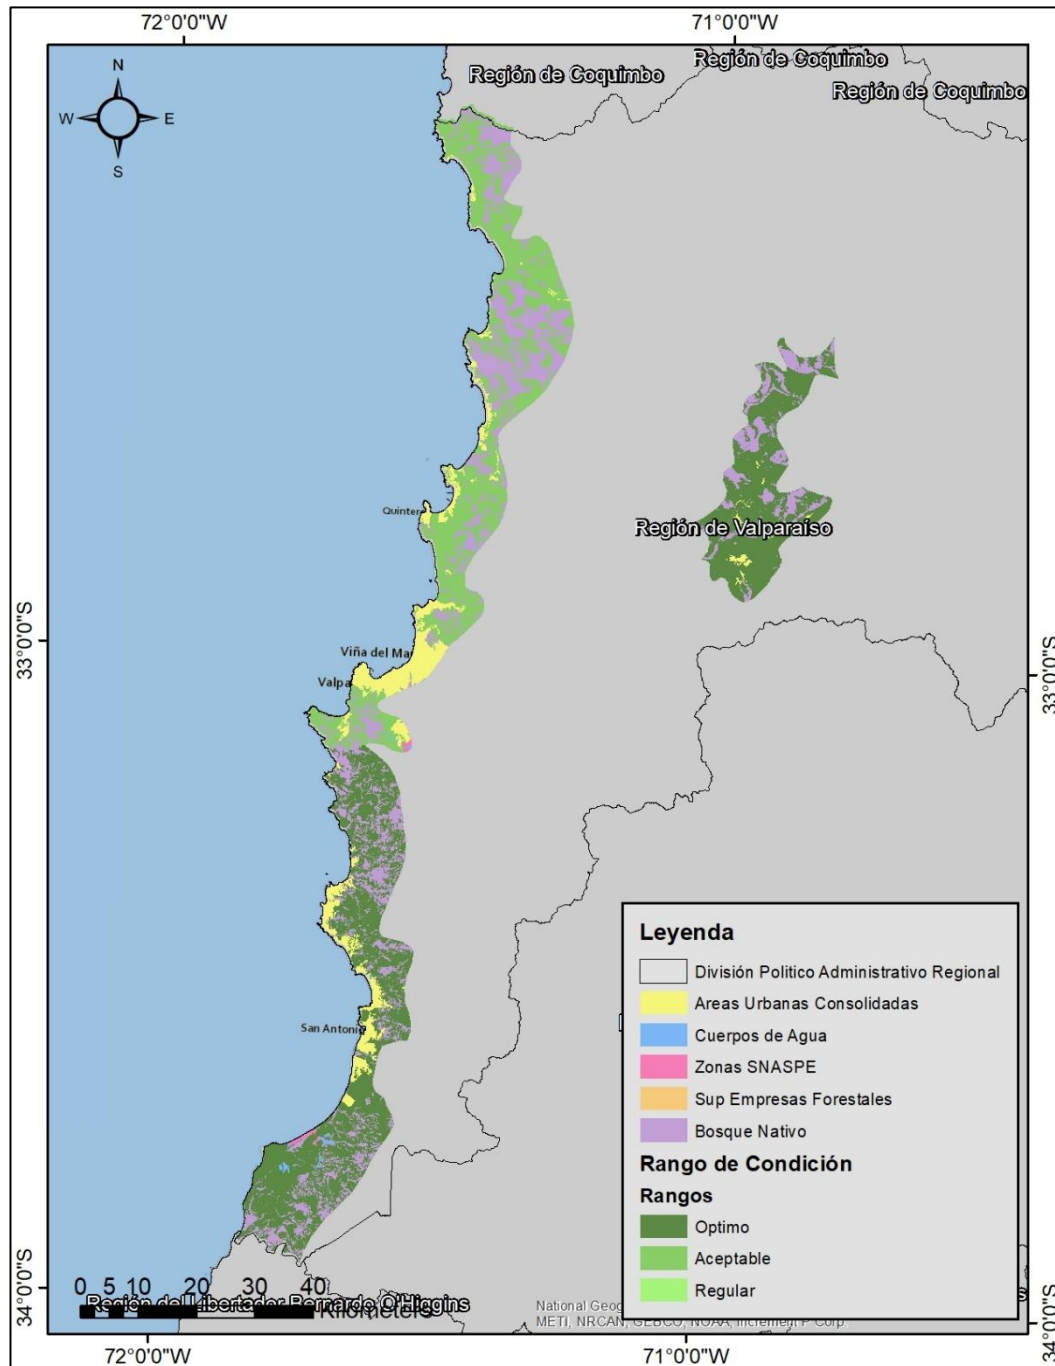 72°0'0"W
71°0'0"W
Región de Coquimbo
Región de Coquimbo
Región de Coquimbo
N
W
E
S
Quinter
Región de Valparaíso
33°0'0"S
Viña del Mar
33°0'0"S
Valpa
San Antonio
Leyenda
División Politico Administrativo Regional
Areas Urbanas Consolidadas
Cuerpos de Agua
Zonas SNASPE
Sup Empresas Forestales
Bosque Nativo
Rango de Condición
Rangos
Optimo
Aceptable
Regular
34°0'0"S
34°0'0"S
0 5 10 20 30 40
Kilometers
Región del Libertador Bernardo O'Higgins
National Geog
METI, NRCAN, GEBCO, NOAA, increment P Corp.
72°0'0"W
71°0'0"W